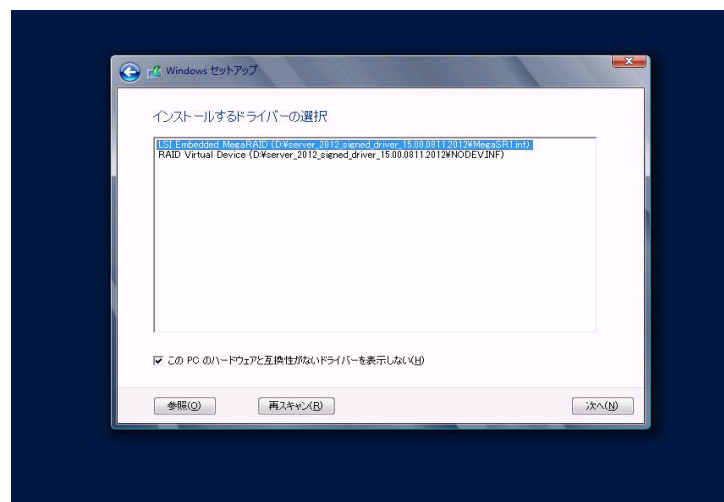 Windows セットアップ
インストールするドライバーの選択
LSI Embedded MegaRAID (D:¥server_2012_signed_driver_15.00.0811.2012¥MegaSR1.inf)
RAID Virtual Device (D:¥server_2012_signed_driver_15.00.0811.2012¥NODEV.INF)
この PC のハードウェアと互換性がないドライバーを表示しない(H)
参照(O)
再スキャン(R)
次へ(N)